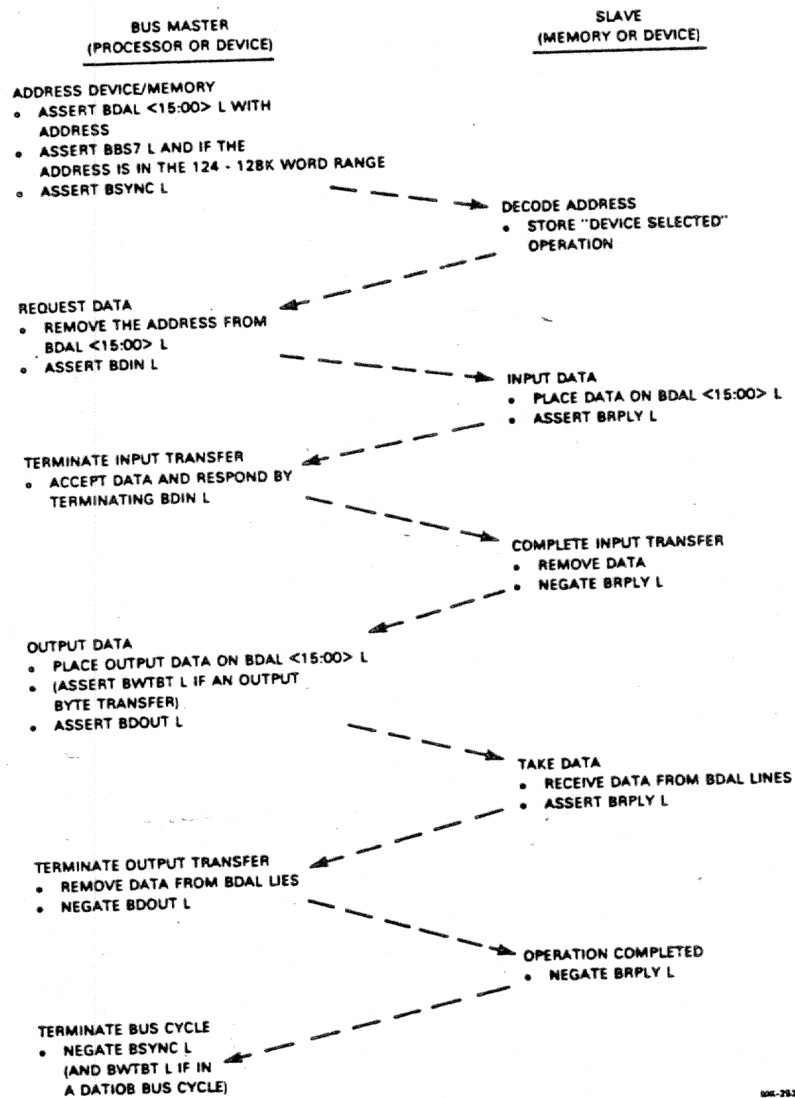 BUS MASTER
(PROCESSOR OR DEVICE)
SLAVE
(MEMORY OR DEVICE)
ADDRESS DEVICE/MEMORY
• ASSERT BDAL <15:00> L WITH
ADDRESS
• ASSERT BBS7 L AND IF THE
ADDRESS IS IN THE 124 - 128K WORD RANGE
• ASSERT BSYNC L
DECODE ADDRESS
• STORE "DEVICE SELECTED"
OPERATION
REQUEST DATA
• REMOVE THE ADDRESS FROM
BDAL <15:00> L
• ASSERT BDIN L
INPUT DATA
• PLACE DATA ON BDAL <15:00> L
• ASSERT BRPLY L
TERMINATE INPUT TRANSFER
• ACCEPT DATA AND RESPOND BY
TERMINATING BDIN L
COMPLETE INPUT TRANSFER
• REMOVE DATA
• NEGATE BRPLY L
OUTPUT DATA
• PLACE OUTPUT DATA ON BDAL <15:00> L
• (ASSERT BWTBT L IF AN OUTPUT
BYTE TRANSFER)
• ASSERT BDOUT L
TAKE DATA
• RECEIVE DATA FROM BDAL LINES
• ASSERT BRPLY L
TERMINATE OUTPUT TRANSFER
• REMOVE DATA FROM BDAL LIES
• NEGATE BDOUT L
OPERATION COMPLETED
• NEGATE BRPLY L
TERMINATE BUS CYCLE
• NEGATE BSYNC L
(AND BWTBT L IF IN
A DATIOB BUS CYCLE)